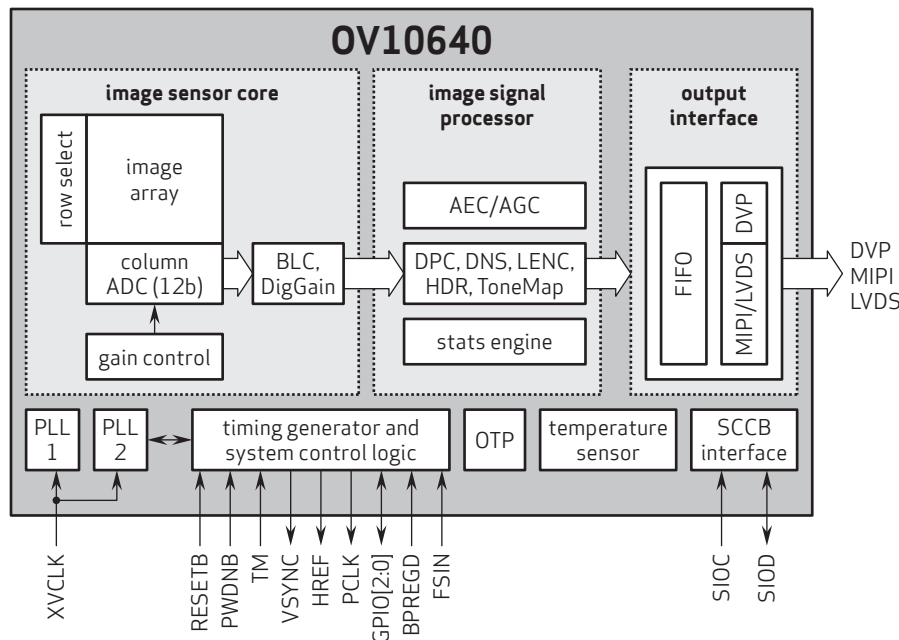 OV10640
image sensor core
image signal
processor
output
interface
row select
image
array
column
ADC (12b)
gain control
BLC,
DigGain
AEC/AGC
DPC, DNS, LENC,
HDR, ToneMap
stats engine
FIFO
DVP
MIPI/LVDS
DVP
MIPI
LVDS
PLL
1
PLL
2
timing generator and
system control logic
OTP
temperature
sensor
SCCB
interface
XVCLK
RESETB
PWDNB
TM
VSYNC
HREF
PCLK
GPIO[2:0]
BPREGD
FSIN
SIOC
SIOD